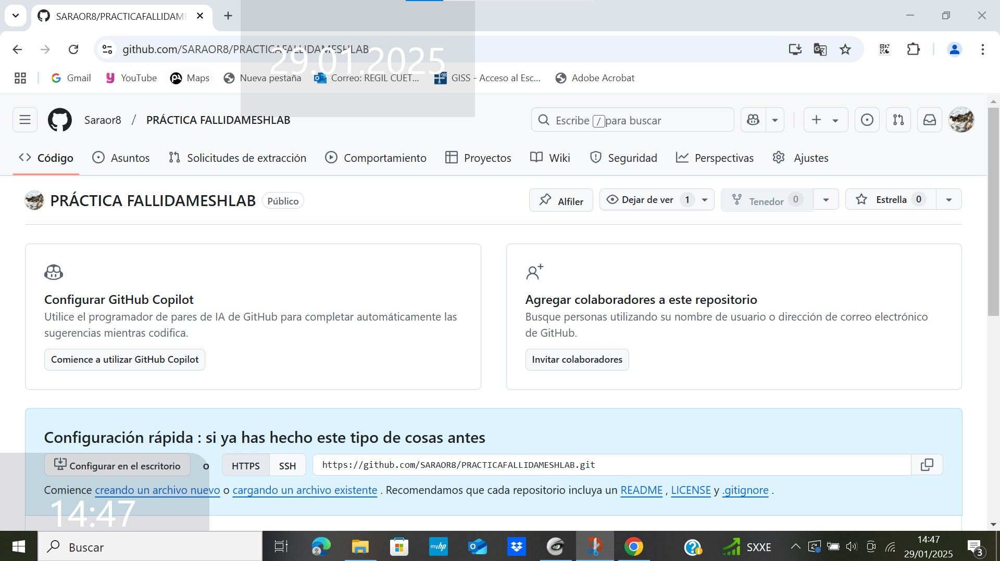 SARAOR8/PRACTICAFALLIDAME
github.com/SARAOR8/PRACTICAFALLIDAMESHLAB
29.01.2025
Gmail
YouTube
Maps
Nueva pestaña
Correo: REGIL CUET...
GISS - Acceso al Esc...
Adobe Acrobat
Saraor8 / PRÁCTICA FALLIDAMESHLAB
Escribe / para buscar
Código
Asuntos
Solicitudes de extracción
Comportamiento
Proyectos
Wiki
Seguridad
Perspectivas
Ajustes
PRÁCTICA FALLIDAMESHLAB Público
Alfiler
Dejar de ver 1
Tenedor 0
Estrella 0
Configurar GitHub Copilot
Utilice el programador de pares de IA de GitHub para completar automáticamente las
sugerencias mientras codifica.
Comience a utilizar GitHub Copilot
Agregar colaboradores a este repositorio
Busque personas utilizando su nombre de usuario o dirección de correo electrónico
de GitHub.
Invitar colaboradores
Configuración rápida : si ya has hecho este tipo de cosas antes
Configurar en el escritorio o HTTPS SSH https://github.com/SARAOR8/PRACTICAFALLIDAMESHLAB.git
Comience creando un archivo nuevo o cargando un archivo existente . Recomendamos que cada repositorio incluya un README , LICENSE y .gitignore .
14:47
Buscar
myhp
SXXE
14:47
29/01/2025
3